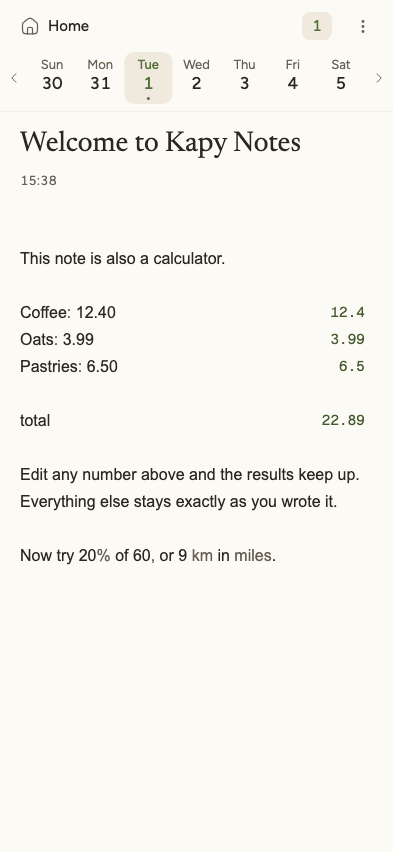 Home
1
Sun Mon Tue Wed Thu Fri Sat
30 31 1 2 3 4 5
Welcome to Kapy Notes
15:38
This note is also a calculator.
Coffee: 12.40 12.4
Oats: 3.99 3.99
Pastries: 6.50 6.5
total 22.89
Edit any number above and the results keep up.
Everything else stays exactly as you wrote it.
Now try 20% of 60, or 9 km in miles.